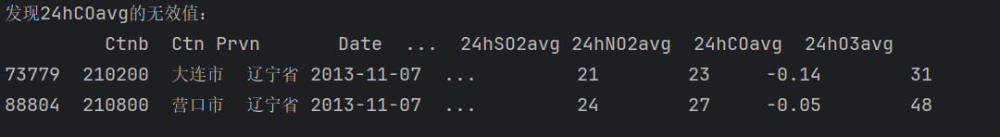 发现24hCOavg的无效值：
Ctnb Ctn Prvn Date ... 24hSO2avg 24hNO2avg 24hCOavg 24hO3avg
73779 210200 大连市 辽宁省 2013-11-07 ... 21 23 -0.14 31
88804 210800 营口市 辽宁省 2013-11-07 ... 24 27 -0.05 48